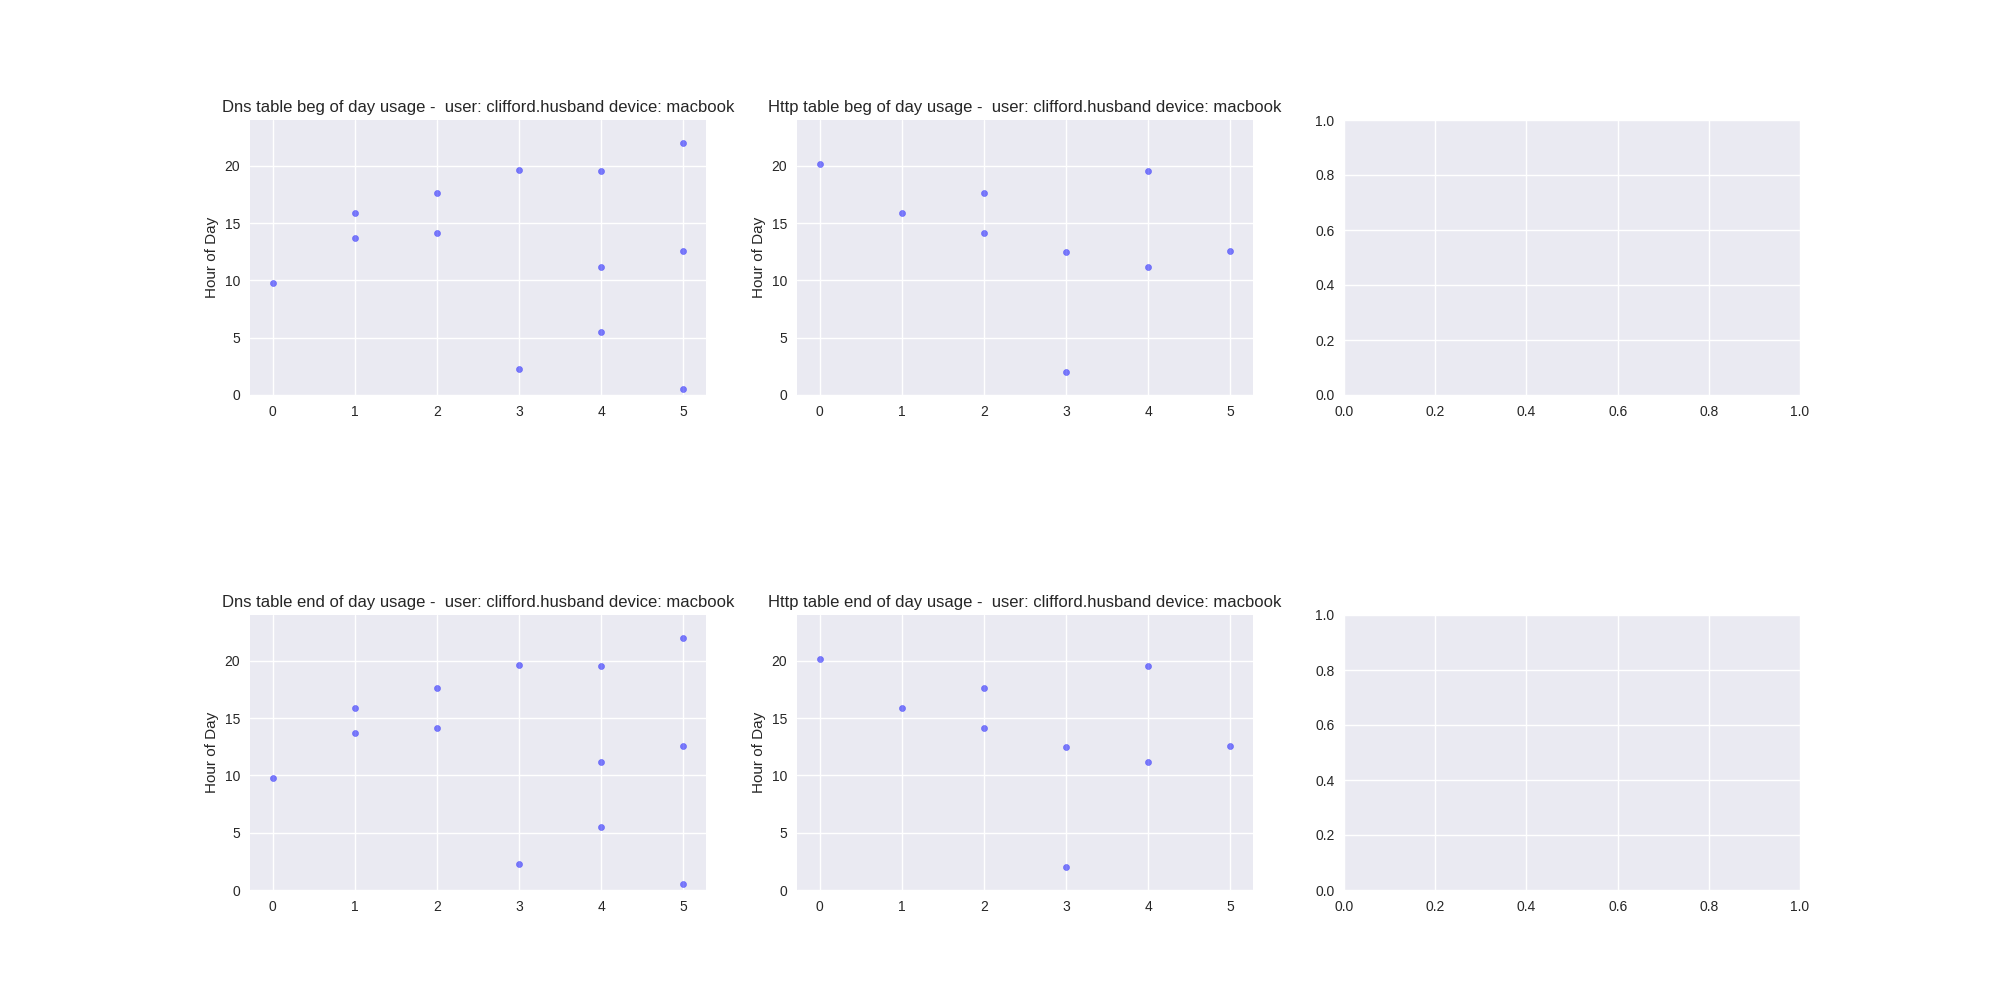 Dns table beg of day usage -  user: clifford.husband device: macbook
Hour of Day
20
15
10
5
0
0 1 2 3 4 5
Http table beg of day usage -  user: clifford.husband device: macbook
Hour of Day
20
15
10
5
0
0 1 2 3 4 5
1.0
0.8
0.6
0.4
0.2
0.0
0.0 0.2 0.4 0.6 0.8 1.0
Dns table end of day usage -  user: clifford.husband device: macbook
Hour of Day
20
15
10
5
0
0 1 2 3 4 5
Http table end of day usage -  user: clifford.husband device: macbook
Hour of Day
20
15
10
5
0
0 1 2 3 4 5
1.0
0.8
0.6
0.4
0.2
0.0
0.0 0.2 0.4 0.6 0.8 1.0